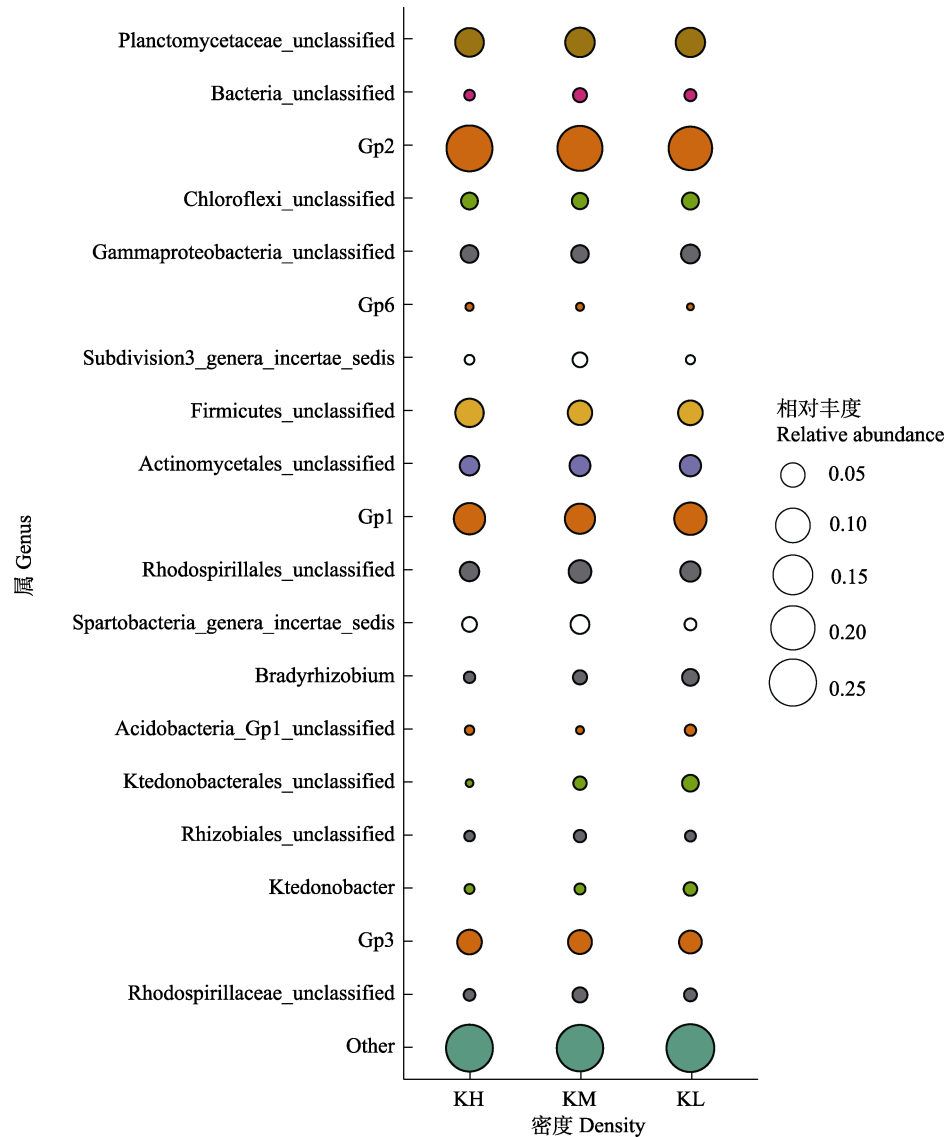 Planctomycetaceae_unclassified
Bacteria_unclassified
Gp2
Chloroflexi_unclassified
Gammaproteobacteria_unclassified
Gp6
Subdivision3_genera_incertae_sedis
Firmicutes_unclassified
Actinomycetales_unclassified
Gp1
Rhodospirillales_unclassified
Spartobacteria_genera_incertae_sedis
Bradyrhizobium
Acidobacteria_Gp1_unclassified
Ktedonobacterales_unclassified
Rhizobiales_unclassified
Ktedonobacter
Gp3
Rhodospirillaceae_unclassified
Other
属 Genus
KH KM KL
密度 Density
相对丰度
Relative abundance
0.05
0.10
0.15
0.20
0.25